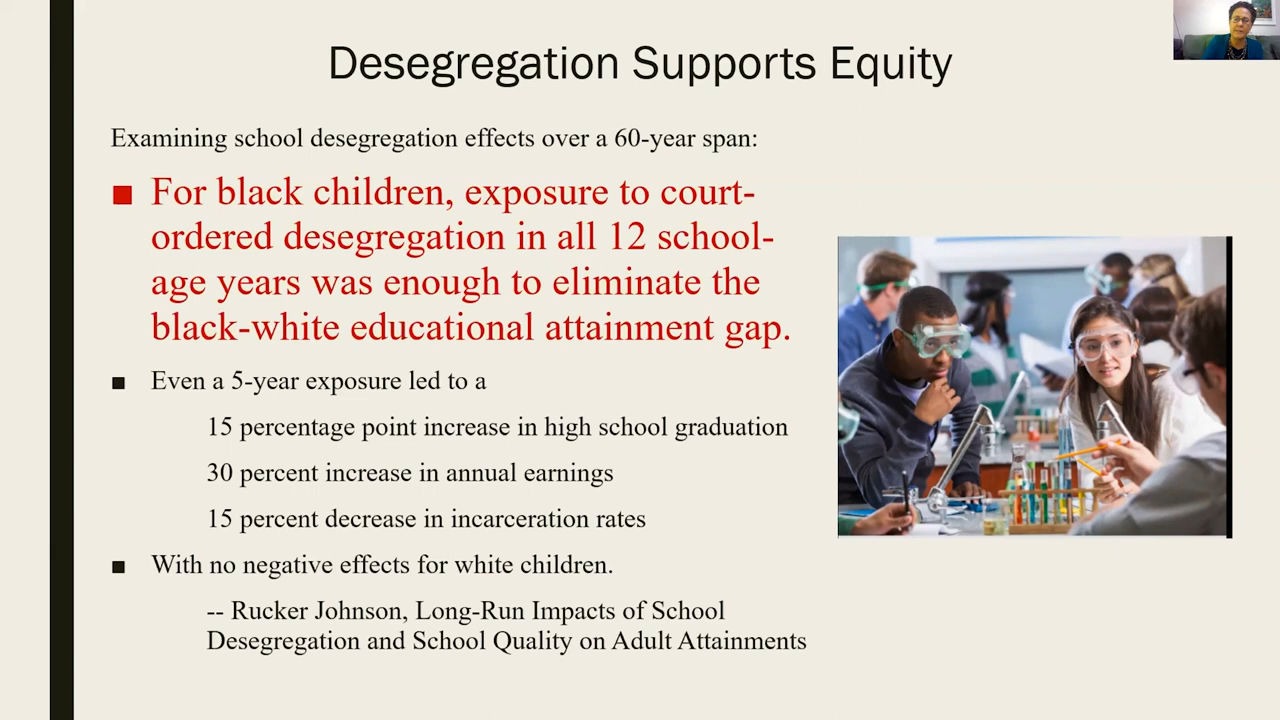 Desegregation Supports Equity
Examining school desegregation effects over a 60-year span:
■ For black children, exposure to court-
ordered desegregation in all 12 school-
age years was enough to eliminate the
black-white educational attainment gap.
■ Even a 5-year exposure led to a
15 percentage point increase in high school graduation
30 percent increase in annual earnings
15 percent decrease in incarceration rates
■ With no negative effects for white children.
-- Rucker Johnson, Long-Run Impacts of School
Desegregation and School Quality on Adult Attainments